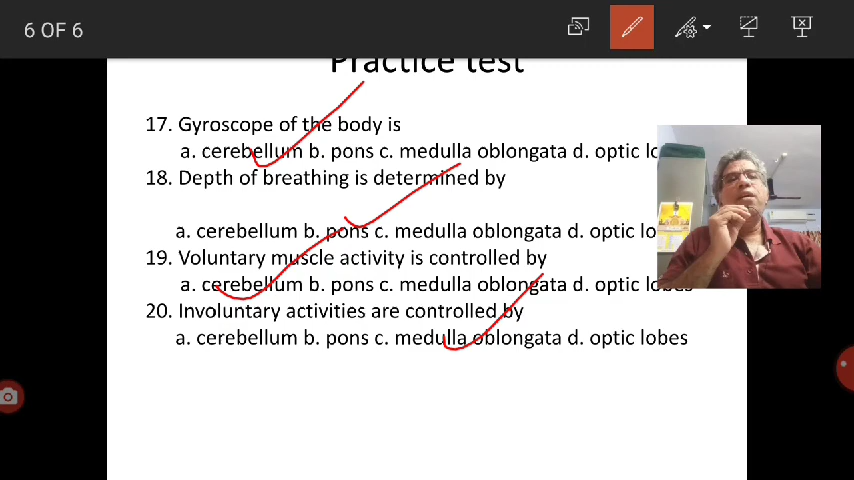 6 OF 6
Practice test
17. Gyroscope of the body is
a. cerebellum b. pons c. medulla oblongata d. optic
18. Depth of breathing is determined by
a. cerebellum b. pons c. medulla oblongata d. optic
19. Voluntary muscle activity is controlled by
a. cerebellum b. pons c. medulla oblongata d. optic lobes
20. Involuntary activities are controlled by
a. cerebellum b. pons c. medulla oblongata d. optic lobes